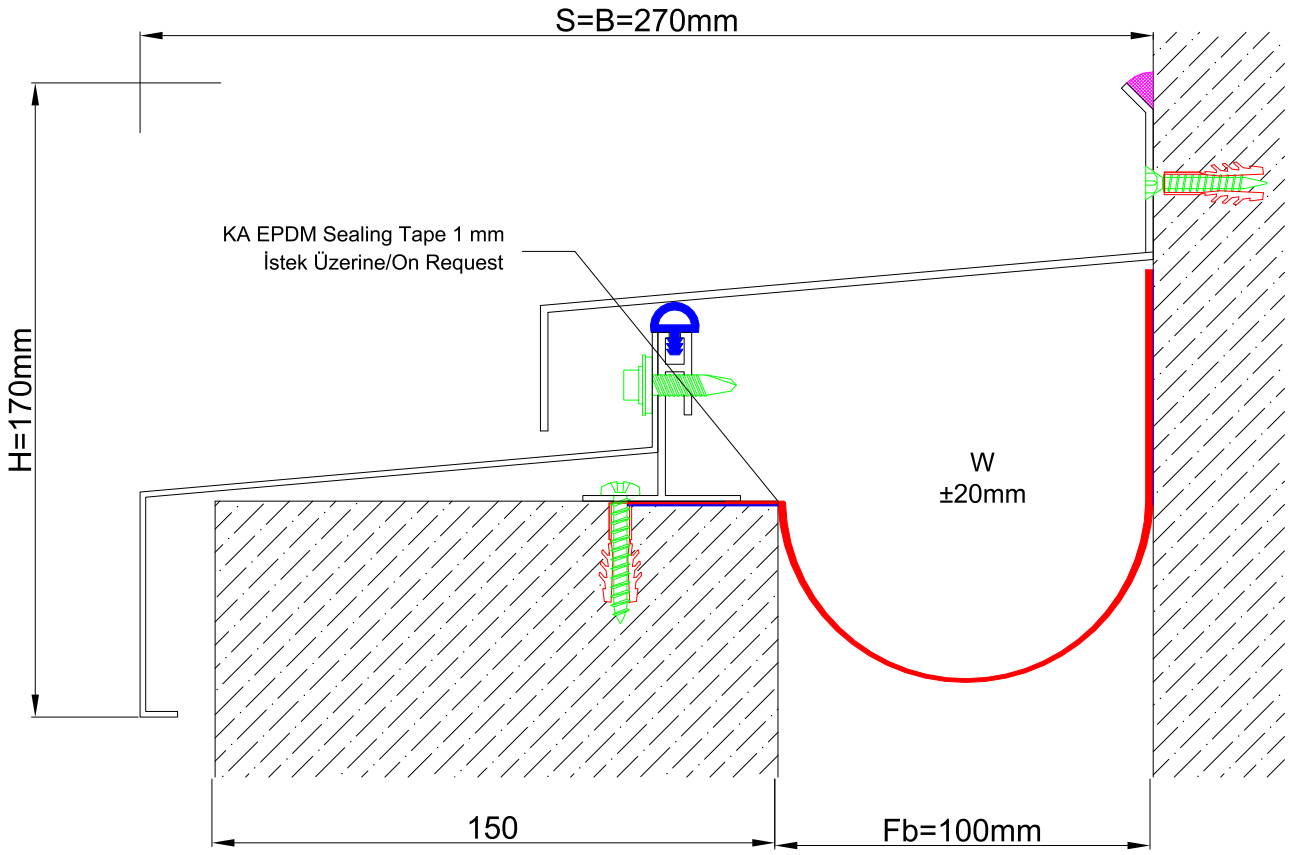 S=B=270mm
KA EPDM Sealing Tape 1 mm
İstek Üzerine/On Request
H=170mm
W
±20mm
150
Fb=100mm